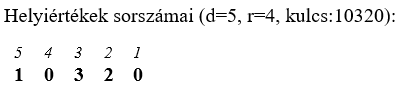 Helyiértékek sorszámai (d=5, r=4, kulcs:10320):
5 4 3 2 1
1 0 3 2 0